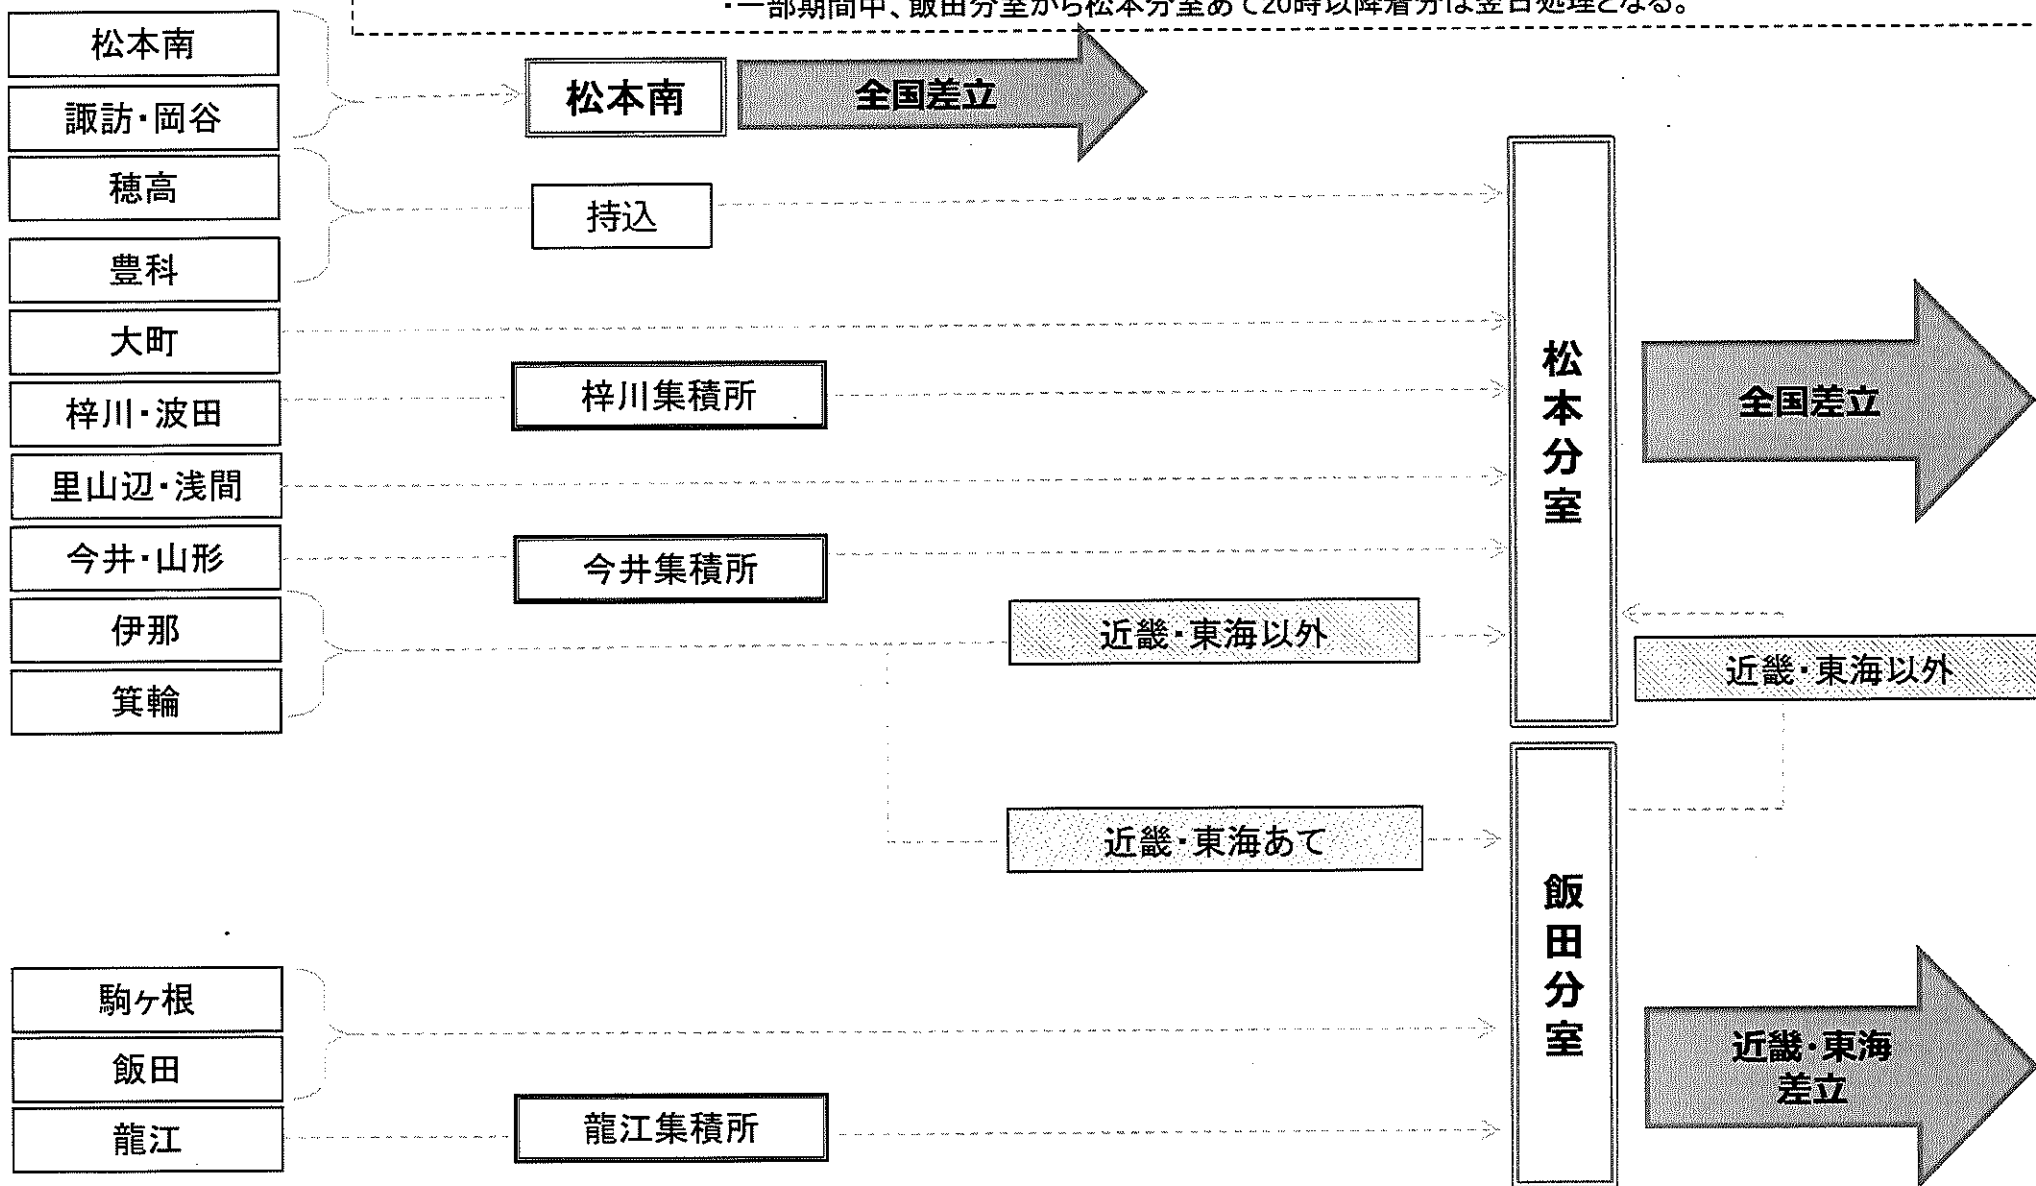 ・一部期間中、飯田分室から松本分室あて20時以降着分は翌日処理となる。
松本南
諏訪・岡谷
松本南
全国差立
穂高
持込
豊科
大町
梓川・波田
梓川集積所
里山辺・浅間
今井・山形
今井集積所
松本分室
全国差立
伊那
箕輪
近畿・東海以外
近畿・東海以外
近畿・東海あて
飯田分室
駒ヶ根
飯田
龍江
龍江集積所
近畿・東海
差立